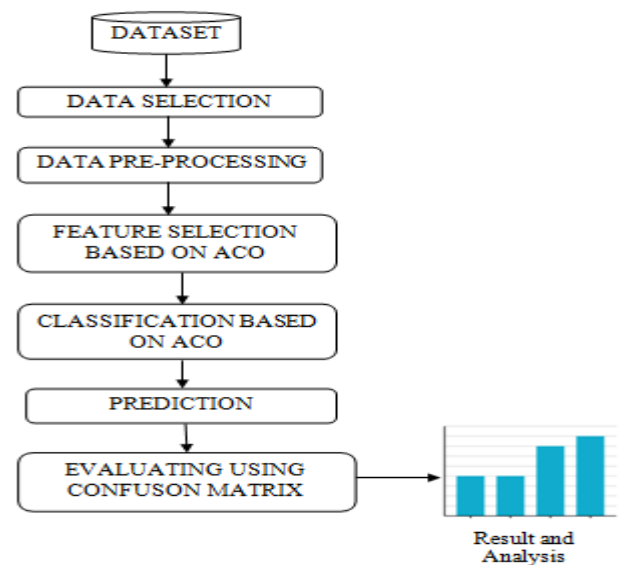 DATASET
DATA SELECTION
DATA PRE-PROCESSING
FEATURE SELECTION
BASED ON ACO
CLASSIFICATION BASED
ON ACO
PREDICTION
EVALUATING USING
CONFUSON MATRIX
Result and
Analysis